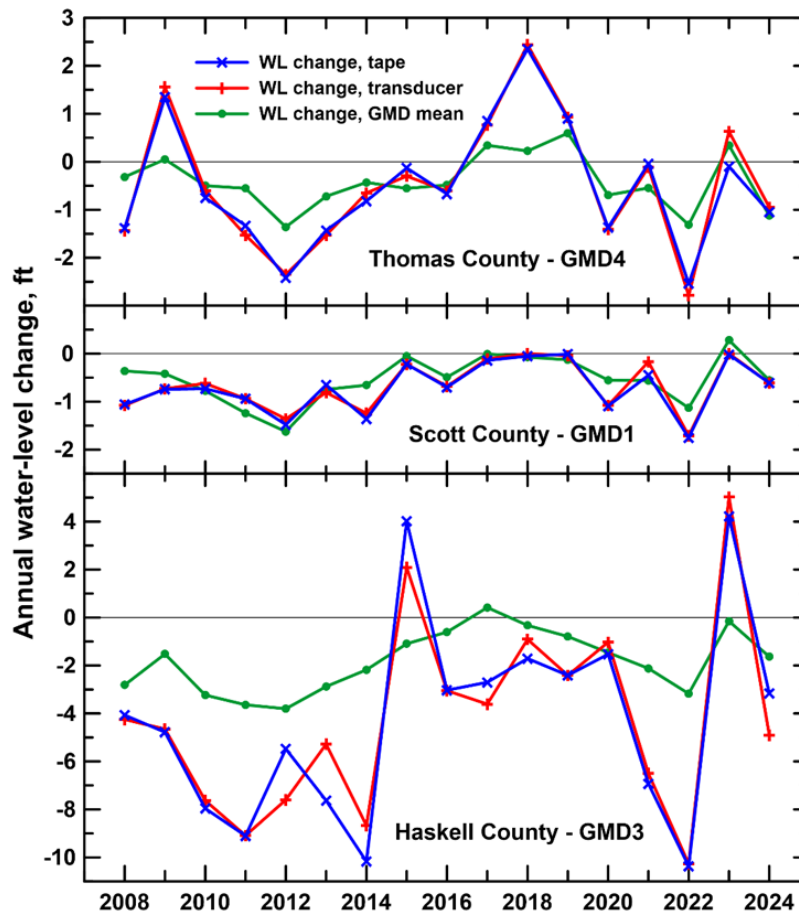 Annual water-level change, ft
3
2
1
0
-1
-2
WL change, tape
WL change, transducer
WL change, GMD mean
Thomas County - GMD4
0
-1
-2
Scott County - GMD1
4
2
0
-2
-4
-6
-8
-10
Haskell County - GMD3
2008 2010 2012 2014 2016 2018 2020 2022 2024